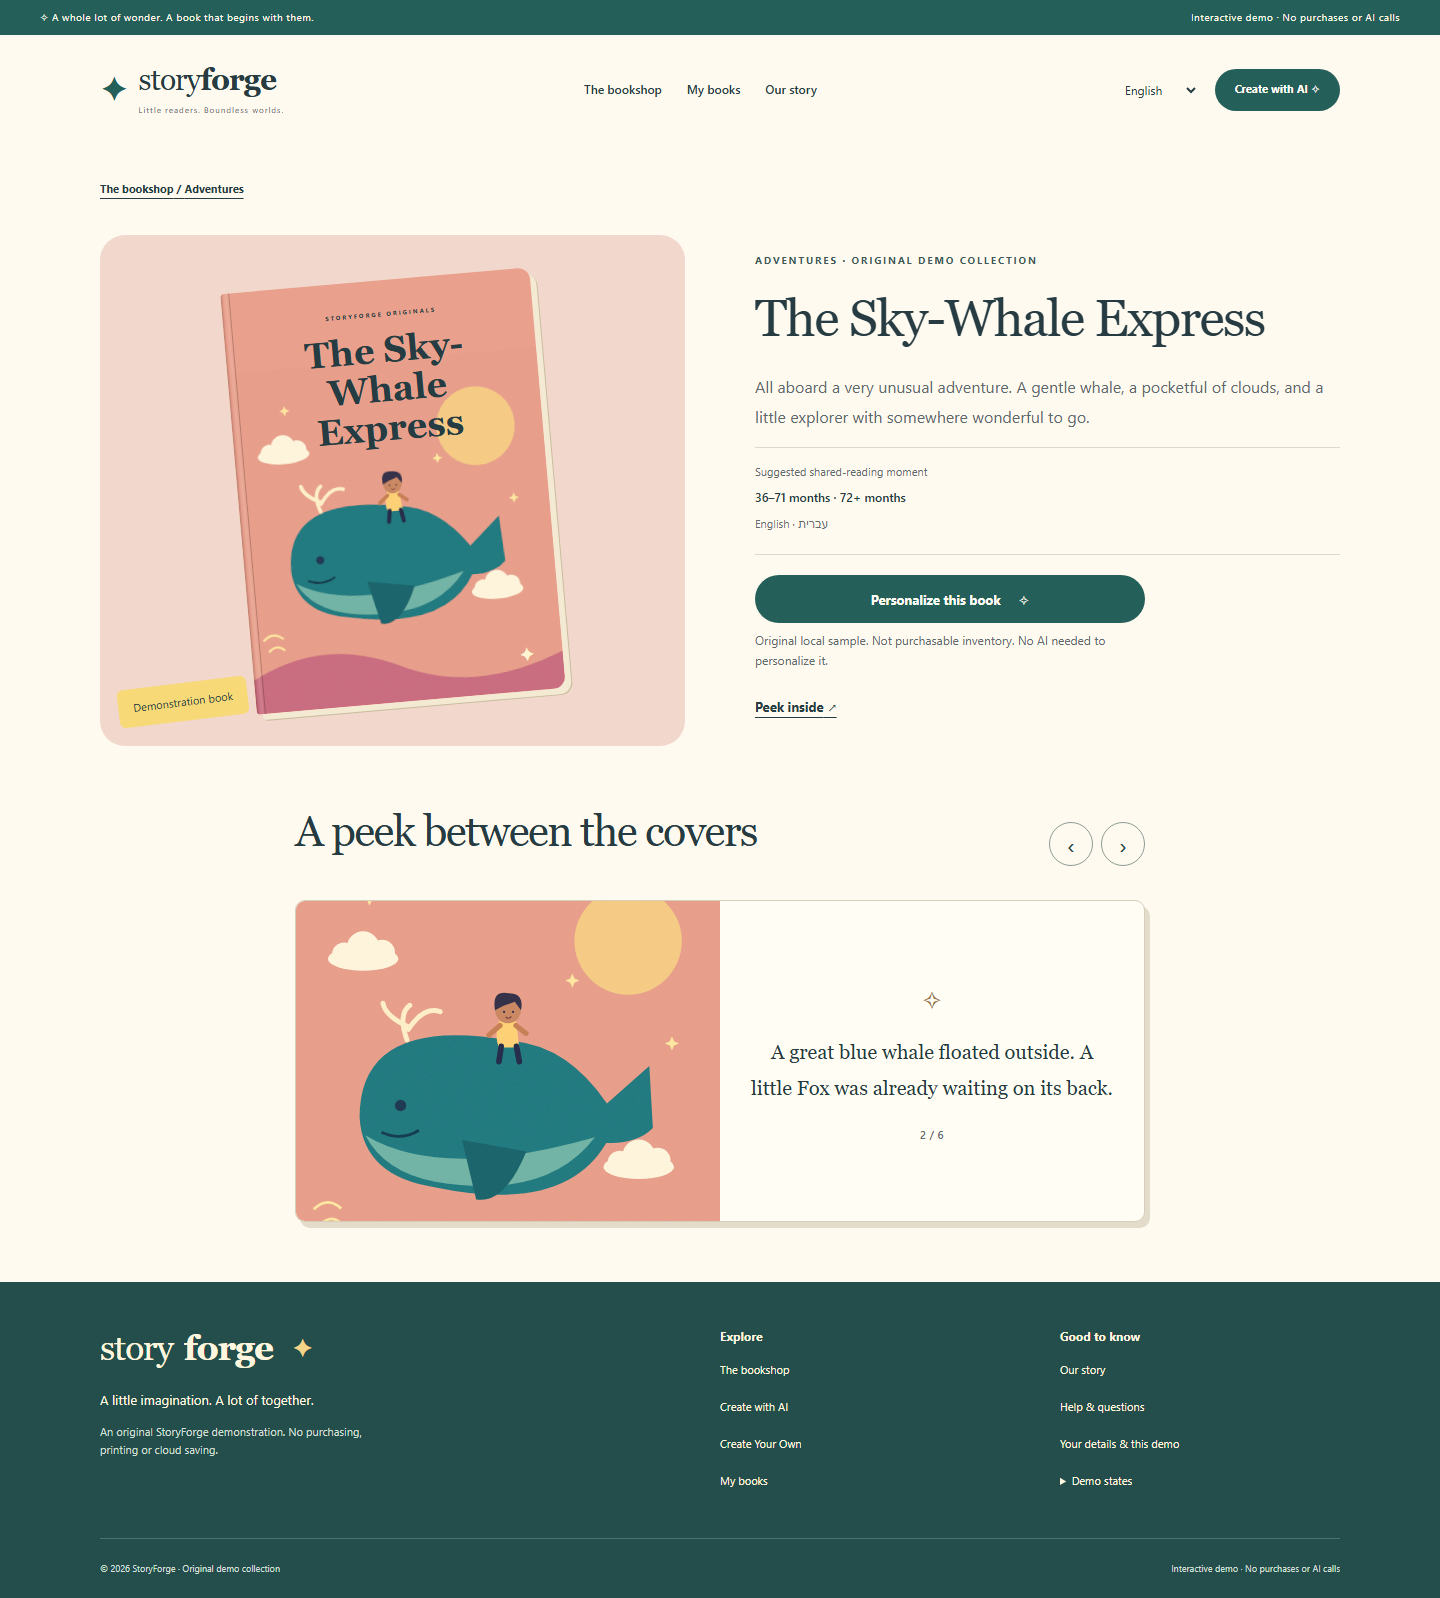 ✧ A whole lot of wonder. A book that begins with them.
Interactive demo · No purchases or AI calls
storyforge
Little readers. Boundless worlds.
The bookshop
My books
Our story
English
Create with AI ✧
The bookshop / Adventures
STORYFORGE ORIGINALS
The Sky-
Whale
Express
Demonstration book
ADVENTURES · ORIGINAL DEMO COLLECTION
The Sky-Whale Express
All aboard a very unusual adventure. A gentle whale, a pocketful of clouds, and a
little explorer with somewhere wonderful to go.
Suggested shared-reading moment
36–71 months · 72+ months
English · עברית
Personalize this book ✧
Original local sample. Not purchasable inventory. No AI needed to
personalize it.
Peek inside ↗
A peek between the covers
‹ ›
A great blue whale floated outside. A
little Fox was already waiting on its back.
2 / 6
story forge
A little imagination. A lot of together.
An original StoryForge demonstration. No purchasing,
printing or cloud saving.
Explore
The bookshop
Create with AI
Create Your Own
My books
Good to know
Our story
Help & questions
Your details & this demo
▶ Demo states
© 2026 StoryForge · Original demo collection
Interactive demo · No purchases or AI calls